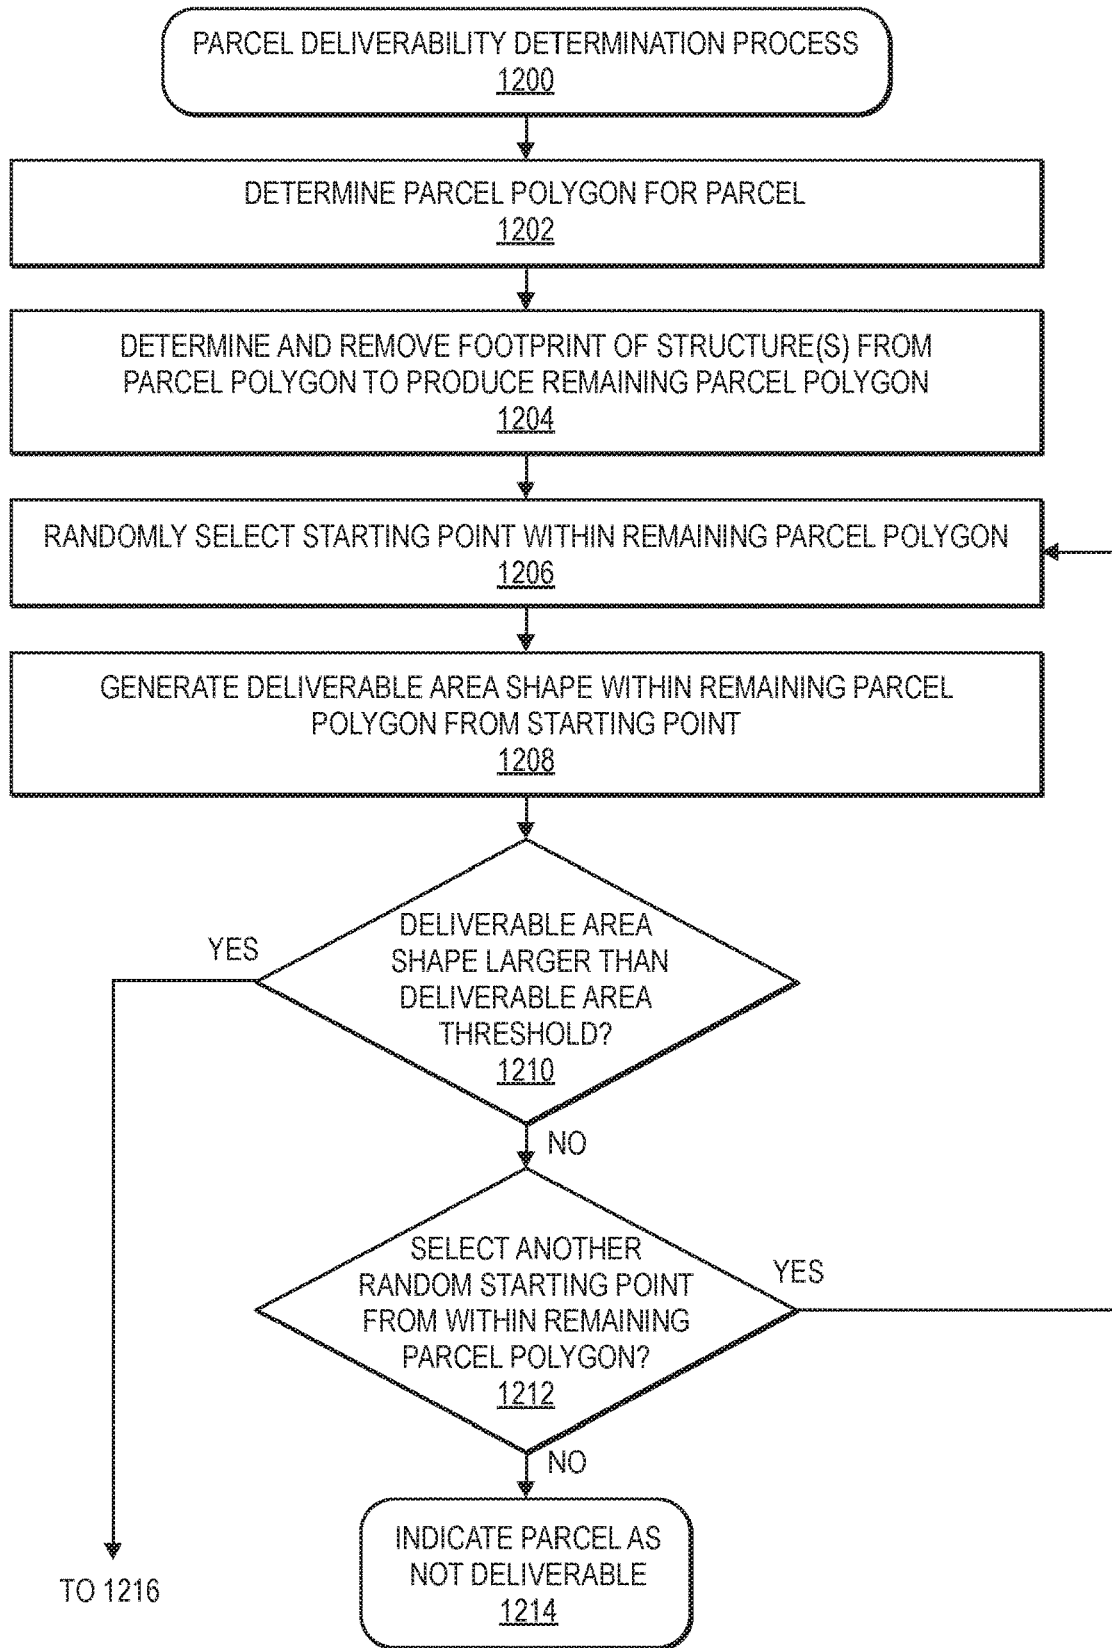 PARCEL DELIVERABILITY DETERMINATION PROCESS
1200
DETERMINE PARCEL POLYGON FOR PARCEL
1202
DETERMINE AND REMOVE FOOTPRINT OF STRUCTURE(S) FROM
PARCEL POLYGON TO PRODUCE REMAINING PARCEL POLYGON
1204
RANDOMLY SELECT STARTING POINT WITHIN REMAINING PARCEL POLYGON
1206
GENERATE DELIVERABLE AREA SHAPE WITHIN REMAINING PARCEL
POLYGON FROM STARTING POINT
1208
YES
DELIVERABLE AREA
SHAPE LARGER THAN
DELIVERABLE AREA
THRESHOLD?
1210
NO
SELECT ANOTHER
RANDOM STARTING POINT
FROM WITHIN REMAINING
PARCEL POLYGON?
1212
YES
NO
INDICATE PARCEL AS
NOT DELIVERABLE
1214
TO 1216